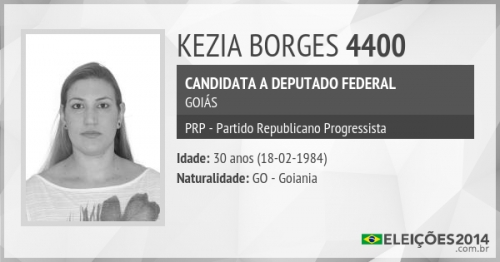 KEZIA BORGES 4400
CANDIDATA A DEPUTADO FEDERAL
GOIÁS
PRP - Partido Republicano Progressista
Idade: 30 anos (18-02-1984)
Naturalidade: GO - Goiania
ELEIÇÕES2014
.com.br